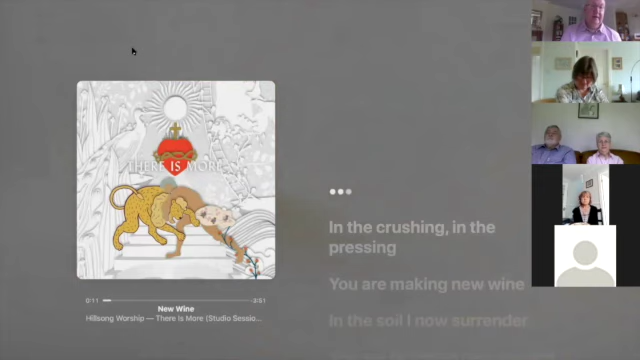 THERE IS MORE
In the crushing, in the
pressing
You are making new wine
In the soil I now surrender
0:11
-3:51
New Wine
Hillsong Worship — There Is More (Studio Sessio...